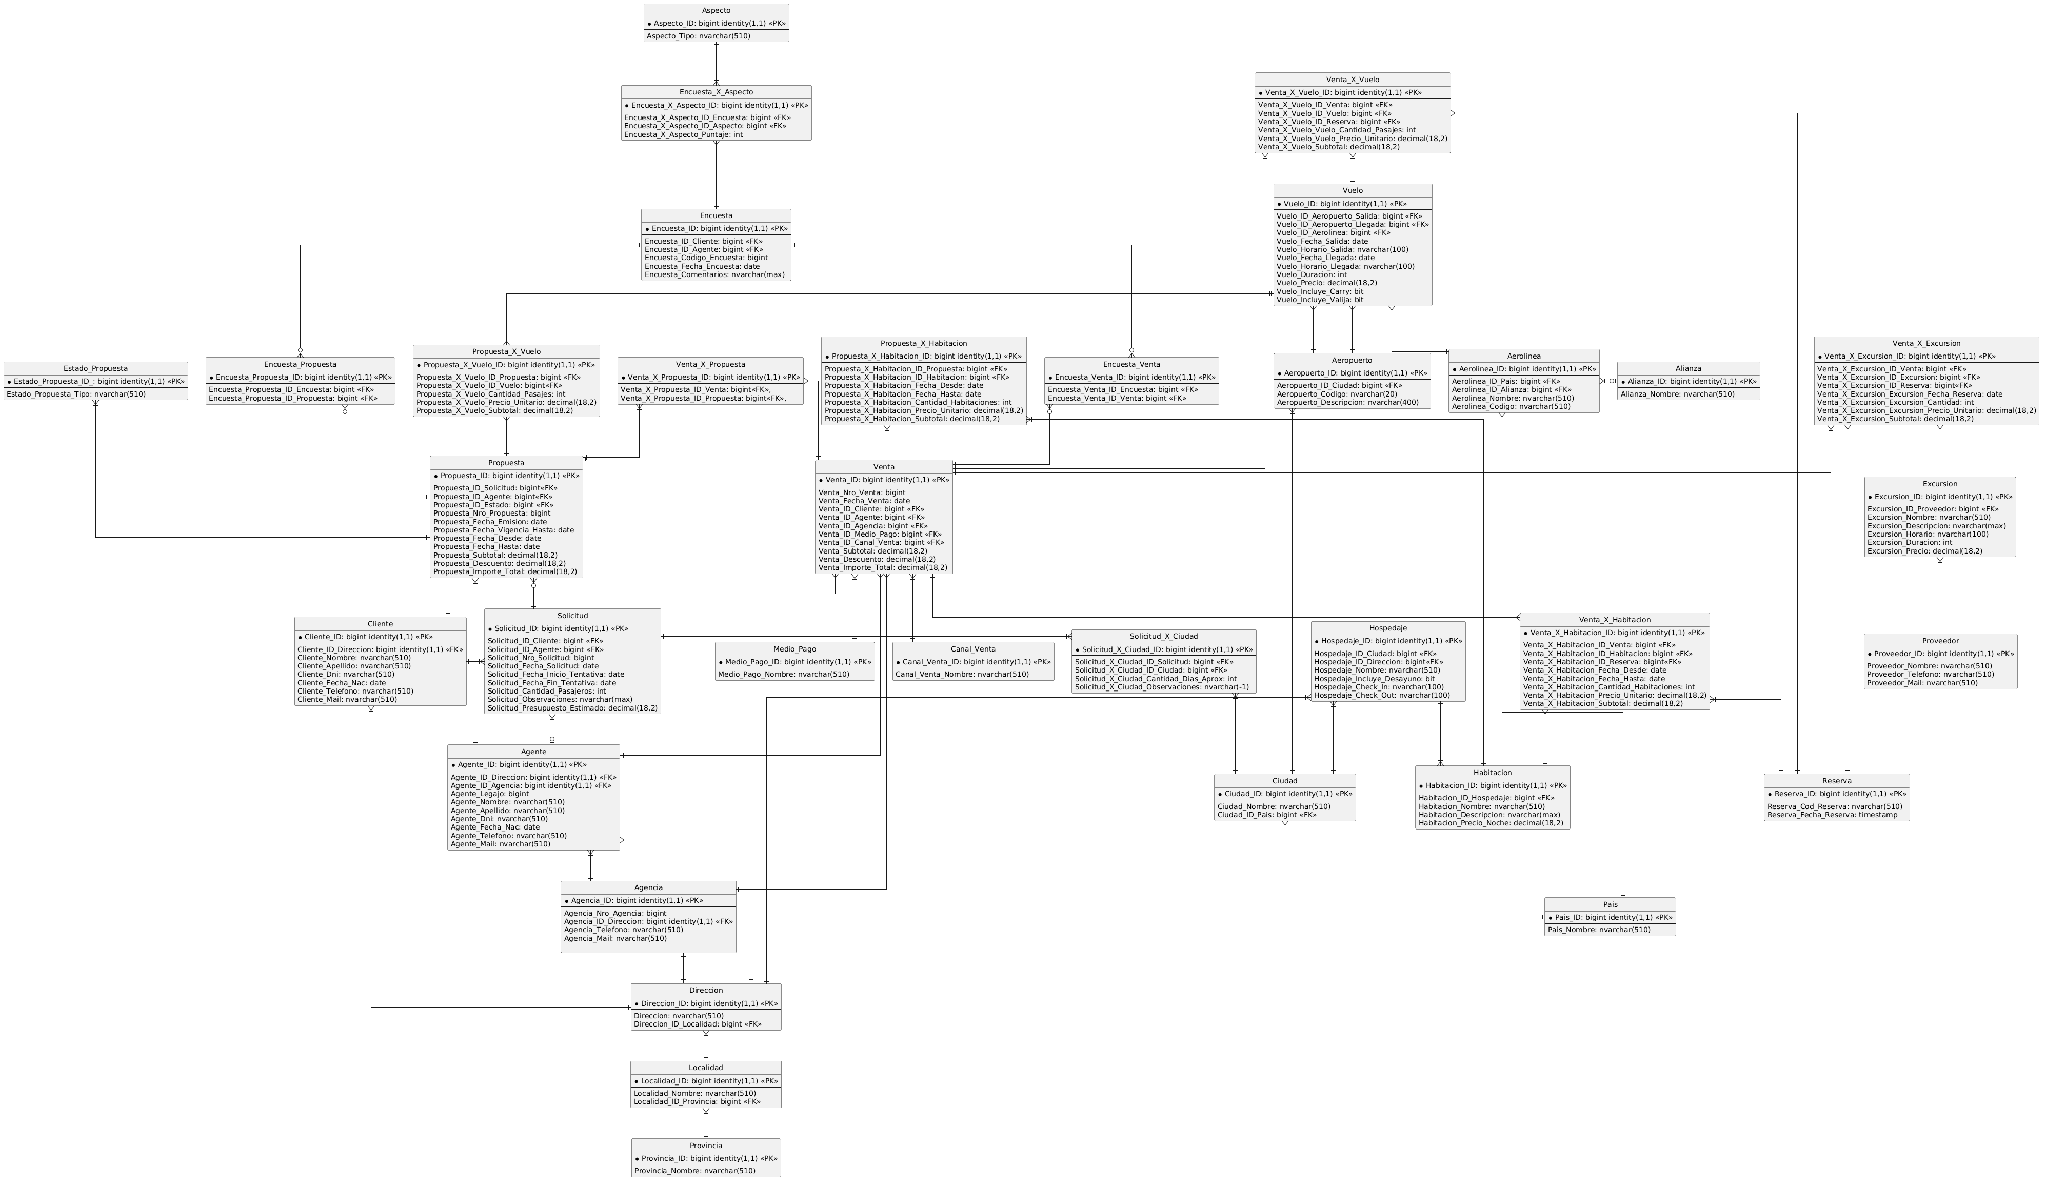 Aspecto
Aspecto_ID: bigint identity(1,1) «PK»
Aspecto_Tipo: nvarchar(510)
Encuesta_X_Aspecto
Encuesta_X_Aspecto_ID: bigint identity(1,1) «PK»
Encuesta_X_Aspecto_ID_Encuesta: bigint «FK»
Encuesta_X_Aspecto_ID_Aspecto: bigint «FK»
Encuesta_X_Aspecto_Puntaje: int
Venta_X_Vuelo
Venta_X_Vuelo_ID: bigint identity(1,1) «PK»
Venta_X_Vuelo_ID_Venta: bigint «FK»
Venta_X_Vuelo_ID_Vuelo: bigint «FK»
Venta_X_Vuelo_ID_Reserva: bigint «FK»
Venta_X_Vuelo_Vuelo_Cantidad_Pasajes: int
Venta_X_Vuelo_Vuelo_Precio_Unitario: decimal(18,2)
Venta_X_Vuelo_Subtotal: decimal(18,2)
Encuesta
Encuesta_ID: bigint identity(1,1) «PK»
Encuesta_ID_Cliente: bigint «FK»
Encuesta_ID_Agente: bigint «FK»
Encuesta_Codigo_Encuesta: bigint
Encuesta_Fecha_Encuesta: date
Encuesta_Comentarios: nvarchar(max)
Vuelo
Vuelo_ID: bigint identity(1,1) «PK»
Vuelo_ID_Aeropuerto_Salida: bigint «FK»
Vuelo_ID_Aeropuerto_Llegada: bigint «FK»
Vuelo_ID_Aerolinea: bigint «FK»
Vuelo_Fecha_Salida: date
Vuelo_Horario_Salida: nvarchar(100)
Vuelo_Fecha_Llegada: date
Vuelo_Horario_Llegada: nvarchar(100)
Vuelo_Duracion: int
Vuelo_Precio: decimal(18,2)
Vuelo_Incluye_Carry: bit
Vuelo_Incluye_Valija: bit
Estado_Propuesta
Estado_Propuesta_ID_: bigint identity(1,1) «PK»
Estado_Propuesta_Tipo: nvarchar(510)
Encuesta_Propuesta
Encuesta_Propuesta_ID: bigint identity(1,1) «PK»
Encuesta_Propuesta_ID_Encuesta: bigint «FK»
Encuesta_Propuesta_ID_Propuesta: bigint «FK»
Propuesta_X_Vuelo
Propuesta_X_Vuelo_ID: bigint identity(1,1) «PK»
Propuesta_X_Vuelo_ID_Propuesta: bigint «FK»
Propuesta_X_Vuelo_ID_Vuelo: bigint«FK»
Propuesta_X_Vuelo_Cantidad_Pasajes: int
Propuesta_X_Vuelo_Precio_Unitario: decimal(18,2)
Propuesta_X_Vuelo_Subtotal: decimal(18,2)
Venta_X_Propuesta
Venta_X_Propuesta_ID: bigint identity(1,1) «PK»
Venta_X_Propuesta_ID_Venta: bigint«FK»,
Venta_X_Propuesta_ID_Propuesta: bigint«FK»,
Propuesta_X_Habitacion
Propuesta_X_Habitacion_ID: bigint identity(1,1) «PK»
Propuesta_X_Habitacion_ID_Propuesta: bigint «FK»
Propuesta_X_Habitacion_ID_Habitacion: bigint «FK»
Propuesta_X_Habitacion_Fecha_Desde: date
Propuesta_X_Habitacion_Fecha_Hasta: date
Propuesta_X_Habitacion_Cantidad_Habitaciones: int
Propuesta_X_Habitacion_Precio_Unitario: decimal(18,2)
Propuesta_X_Habitacion_Subtotal: decimal(18,2)
Encuesta_Venta
Encuesta_Venta_ID: bigint identity(1,1) «PK»
Encuesta_Venta_ID_Encuesta: bigint «FK»
Encuesta_Venta_ID_Venta: bigint «FK»
Aeropuerto
Aeropuerto_ID: bigint identity(1,1) «PK»
Aeropuerto_ID_Ciudad: bigint «FK»
Aeropuerto_Codigo: nvarchar(20)
Aeropuerto_Descripcion: nvarchar(400)
Aerolinea
Aerolinea_ID: bigint identity(1,1) «PK»
Aerolinea_ID_Pais: bigint «FK»
Aerolinea_ID_Alianza: bigint «FK»
Aerolinea_Nombre: nvarchar(510)
Aerolinea_Codigo: nvarchar(510)
Alianza
Alianza_ID: bigint identity(1,1) «PK»
Alianza_Nombre: nvarchar(510)
Venta_X_Excursion
Venta_X_Excursion_ID: bigint identity(1,1) «PK»
Venta_X_Excursion_ID_Venta: bigint «FK»
Venta_X_Excursion_ID_Excursion: bigint «FK»
Venta_X_Excursion_ID_Reserva: bigint«FK»
Venta_X_Excursion_Excursion_Fecha_Reserva: date
Venta_X_Excursion_Excursion_Cantidad: int
Venta_X_Excursion_Excursion_Precio_Unitario: decimal(18,2)
Venta_X_Excursion_Subtotal: decimal(18,2)
Propuesta
Propuesta_ID: bigint identity(1,1) «PK»
Propuesta_ID_Solicitud: bigint«FK»
Propuesta_ID_Agente: bigint«FK»
Propuesta_ID_Estado: bigint «FK»
Propuesta_Nro_Propuesta: bigint
Propuesta_Fecha_Emision: date
Propuesta_Fecha_Vigencia_Hasta: date
Propuesta_Fecha_Desde: date
Propuesta_Fecha_Hasta: date
Propuesta_Subtotal: decimal(18,2)
Propuesta_Descuento: decimal(18,2)
Propuesta_Importe_Total: decimal(18,2)
Venta
Venta_ID: bigint identity(1,1) «PK»
Venta_Nro_Venta: bigint
Venta_Fecha_Venta: date
Venta_ID_Cliente: bigint «FK»
Venta_ID_Agente: bigint «FK»
Venta_ID_Agencia: bigint «FK»
Venta_ID_Medio_Pago: bigint «FK»
Venta_ID_Canal_Venta: bigint «FK»
Venta_Subtotal: decimal(18,2)
Venta_Descuento: decimal(18,2)
Venta_Importe_Total: decimal(18,2)
Excursion
Excursion_ID: bigint identity(1,1) «PK»
Excursion_ID_Proveedor: bigint «FK»
Excursion_Nombre: nvarchar(510)
Excursion_Descripcion: nvarchar(max)
Excursion_Horario: nvarchar(100)
Excursion_Duracion: int
Excursion_Precio: decimal(18,2)
Cliente
Cliente_ID: bigint identity(1,1) «PK»
Cliente_ID_Direccion: bigint identity(1,1) «FK»
Cliente_Nombre: nvarchar(510)
Cliente_Apellido: nvarchar(510)
Cliente_Dni: nvarchar(510)
Cliente_Fecha_Nac: date
Cliente_Telefono: nvarchar(510)
Cliente_Mail: nvarchar(510)
Solicitud
Solicitud_ID: bigint identity(1,1) «PK»
Solicitud_ID_Cliente: bigint «FK»
Solicitud_ID_Agente: bigint «FK»
Solicitud_Nro_Solicitud: bigint
Solicitud_Fecha_Solicitud: date
Solicitud_Fecha_Inicio_Tentativa: date
Solicitud_Fecha_Fin_Tentativa: date
Solicitud_Cantidad_Pasajeros: int
Solicitud_Observaciones: nvarchar(max)
Solicitud_Presupuesto_Estimado: decimal(18,2)
Medio_Pago
Medio_Pago_ID: bigint identity(1,1) «PK»
Medio_Pago_Nombre: nvarchar(510)
Canal_Venta
Canal_Venta_ID: bigint identity(1,1) «PK»
Canal_Venta_Nombre: nvarchar(510)
Solicitud_X_Ciudad
Solicitud_X_Ciudad_ID: bigint identity(1,1) «PK»
Solicitud_X_Ciudad_ID_Solicitud: bigint «FK»
Solicitud_X_Ciudad_ID_Ciudad: bigint «FK»
Solicitud_X_Ciudad_Cantidad_Dias_Aprox: int
Solicitud_X_Ciudad_Observaciones: nvarchar(-1)
Hospedaje
Hospedaje_ID: bigint identity(1,1) «PK»
Hospedaje_ID_Ciudad: bigint «FK»
Hospedaje_ID_Direccion: bigint«FK»
Hospedaje_Nombre: nvarchar(510)
Hospedaje_Incluye_Desayuno: bit
Hospedaje_Check_In: nvarchar(100)
Hospedaje_Check_Out: nvarchar(100)
Venta_X_Habitacion
Venta_X_Habitacion_ID: bigint identity(1,1) «PK»
Venta_X_Habitacion_ID_Venta: bigint «FK»
Venta_X_Habitacion_ID_Habitacion: bigint «FK»
Venta_X_Habitacion_ID_Reserva: bigint«FK»
Venta_X_Habitacion_Fecha_Desde: date
Venta_X_Habitacion_Fecha_Hasta: date
Venta_X_Habitacion_Cantidad_Habitaciones: int
Venta_X_Habitacion_Precio_Unitario: decimal(18,2)
Venta_X_Habitacion_Subtotal: decimal(18,2)
Proveedor
Proveedor_ID: bigint identity(1,1) «PK»
Proveedor_Nombre: nvarchar(510)
Proveedor_Telefono: nvarchar(510)
Proveedor_Mail: nvarchar(510)
Agente
Agente_ID: bigint identity(1,1) «PK»
Agente_ID_Direccion: bigint identity(1,1) «FK»
Agente_ID_Agencia: bigint identity(1,1) «FK»
Agente_Legajo: bigint
Agente_Nombre: nvarchar(510)
Agente_Apellido: nvarchar(510)
Agente_Dni: nvarchar(510)
Agente_Fecha_Nac: date
Agente_Telefono: nvarchar(510)
Agente_Mail: nvarchar(510)
Ciudad
Ciudad_ID: bigint identity(1,1) «PK»
Ciudad_Nombre: nvarchar(510)
Ciudad_ID_Pais: bigint «FK»
Habitacion
Habitacion_ID: bigint identity(1,1) «PK»
Habitacion_ID_Hospedaje: bigint «FK»
Habitacion_Nombre: nvarchar(510)
Habitacion_Descripcion: nvarchar(max)
Habitacion_Precio_Noche: decimal(18,2)
Reserva
Reserva_ID: bigint identity(1,1) «PK»
Reserva_Cod_Reserva: nvarchar(510)
Reserva_Fecha_Reserva: timestamp
Agencia
Agencia_ID: bigint identity(1,1) «PK»
Agencia_Nro_Agencia: bigint
Agencia_ID_Direccion: bigint identity(1,1) «FK»
Agencia_Telefono: nvarchar(510)
Agencia_Mail: nvarchar(510)
Pais
Pais_ID: bigint identity(1,1) «PK»
Pais_Nombre: nvarchar(510)
Direccion
Direccion_ID: bigint identity(1,1) «PK»
Direccion: nvarchar(510)
Direccion_ID_Localidad: bigint «FK»
Localidad
Localidad_ID: bigint identity(1,1) «PK»
Localidad_Nombre: nvarchar(510)
Localidad_ID_Provincia: bigint «FK»
Provincia
Provincia_ID: bigint identity(1,1) «PK»
Provincia_Nombre: nvarchar(510)